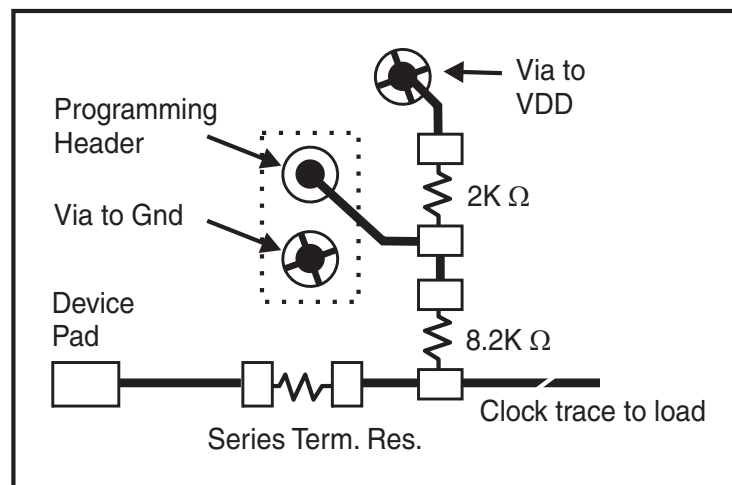 Via to
VDD
Programming
Header
2K Ω
Via to Gnd
Device
Pad
8.2K Ω
Clock trace to load
Series Term. Res.